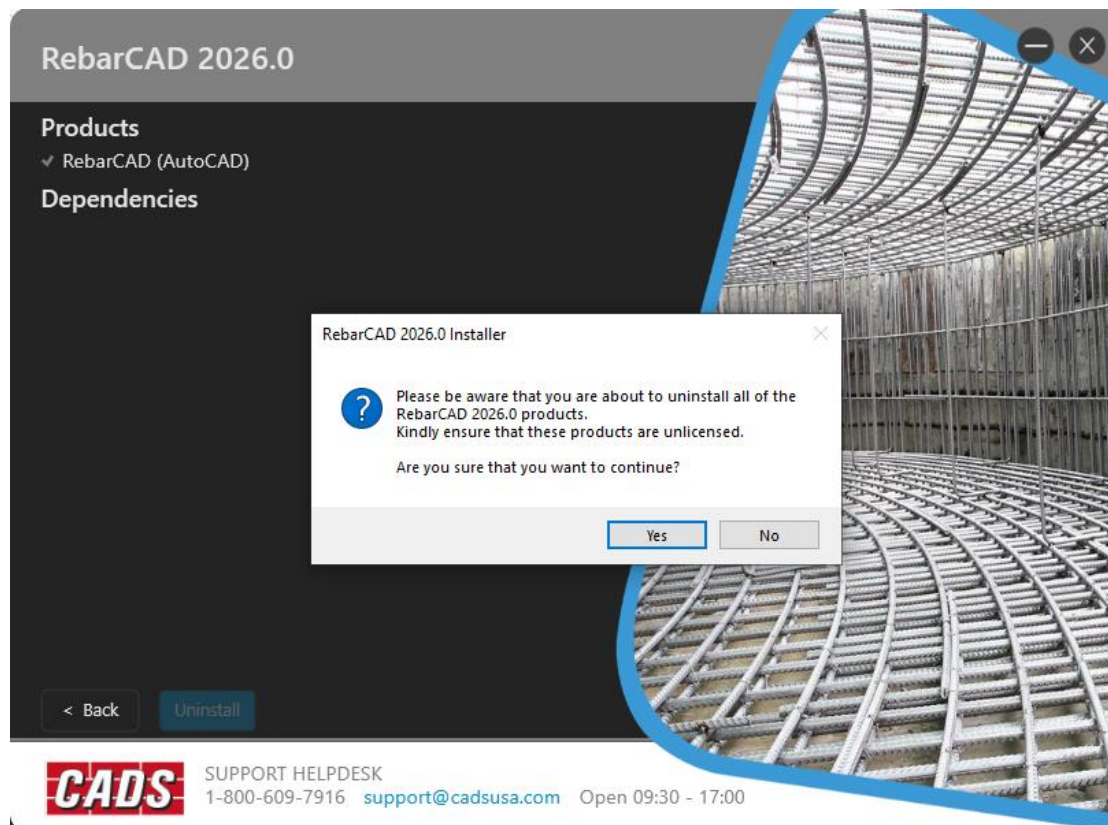 RebarCAD 2026.0
Products
RebarCAD (AutoCAD)
Dependencies
RebarCAD 2026.0 Installer
Please be aware that you are about to uninstall all of the
RebarCAD 2026.0 products.
Kindly ensure that these products are unlicensed.
Are you sure that you want to continue?
Yes
No
< Back
Uninstall
CADS
SUPPORT HELPDESK
1-800-609-7916 support@cadsusa.com Open 09:30 - 17:00